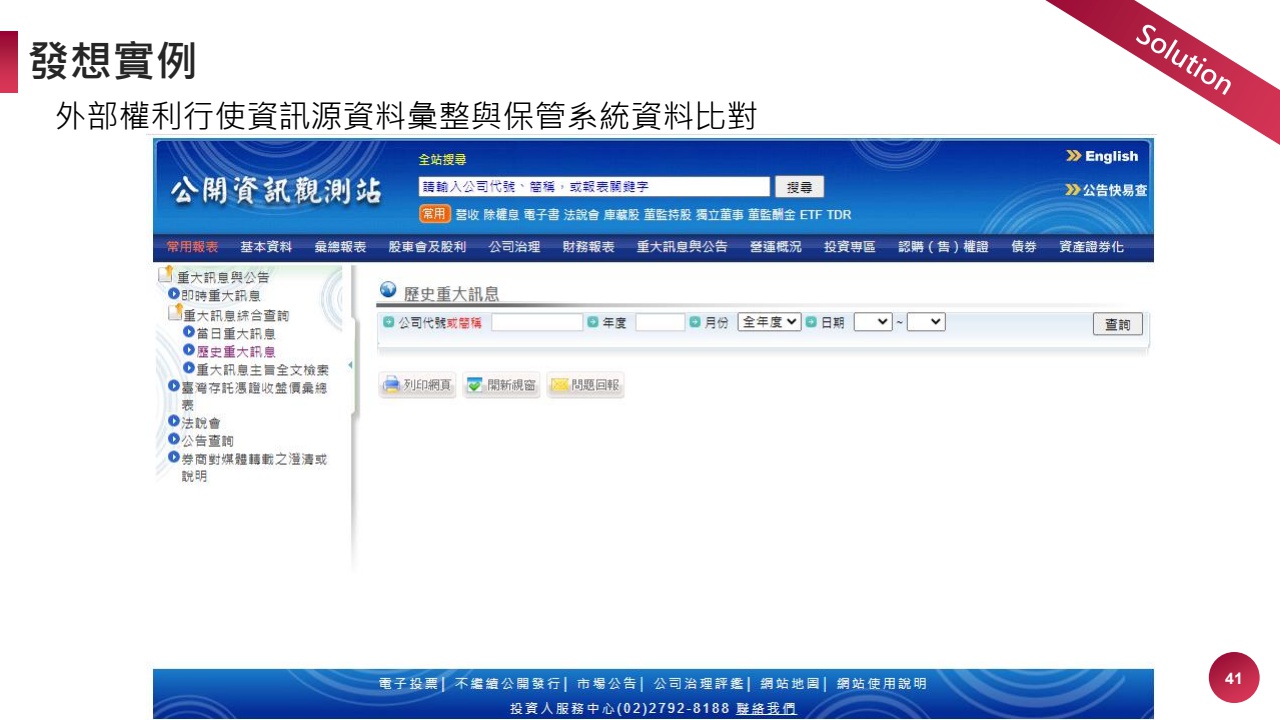 發想實例
Solution
外部權利行使資訊源資料彙整與保管系統資料比對
全站搜尋
English
公開資訊觀測站
請輸入公司代號、簡稱，或報表關鍵字
搜尋
公告快易查
常用 營收 除權息 電子書 法說會 庫藏股 董監持股 獨立董事 董監酬金 ETF TDR
常用報表 基本資料 彙總報表 股東會及股利 公司治理 財務報表 重大訊息與公告 營運概況 投資專區 認購（售）權證 債券 資產證券化
重大訊息與公告
即時重大訊息
重大訊息綜合查詢
當日重大訊息
歷史重大訊息
重大訊息主旨全文檢索
臺灣存託憑證收盤價彙總
表
法說會
公告查詢
券商對媒體轉載之澄清或
說明
歷史重大訊息
公司代號或簡稱 年度 月份 全年度 日期 ~ 查詢
列印網頁 開新視窗 問題回報
41
電子投票| 不繼續公開發行| 市場公告| 公司治理評鑑| 網站地圖| 網站使用說明
投資人服務中心(02)2792-8188 聯絡我們